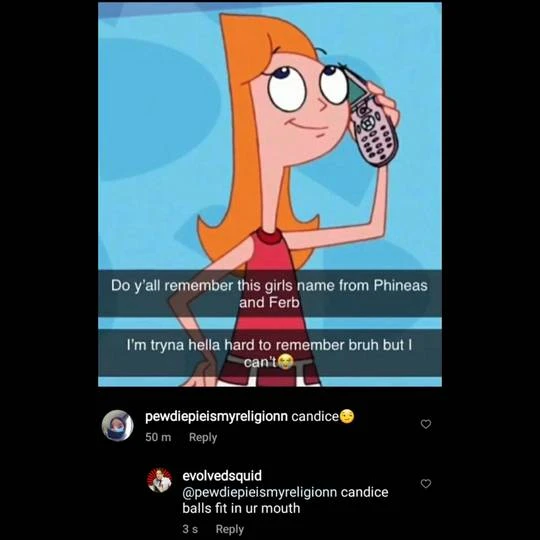 Do y'all remember this girls name from Phineas
and Ferb
I'm tryna hella hard to remember bruh but I
can't😭
pewdiepieismyreligionn candice😏
50 m Reply
evolvedsquid
@pewdiepieismyreligionn candice
balls fit in ur mouth
3 s Reply